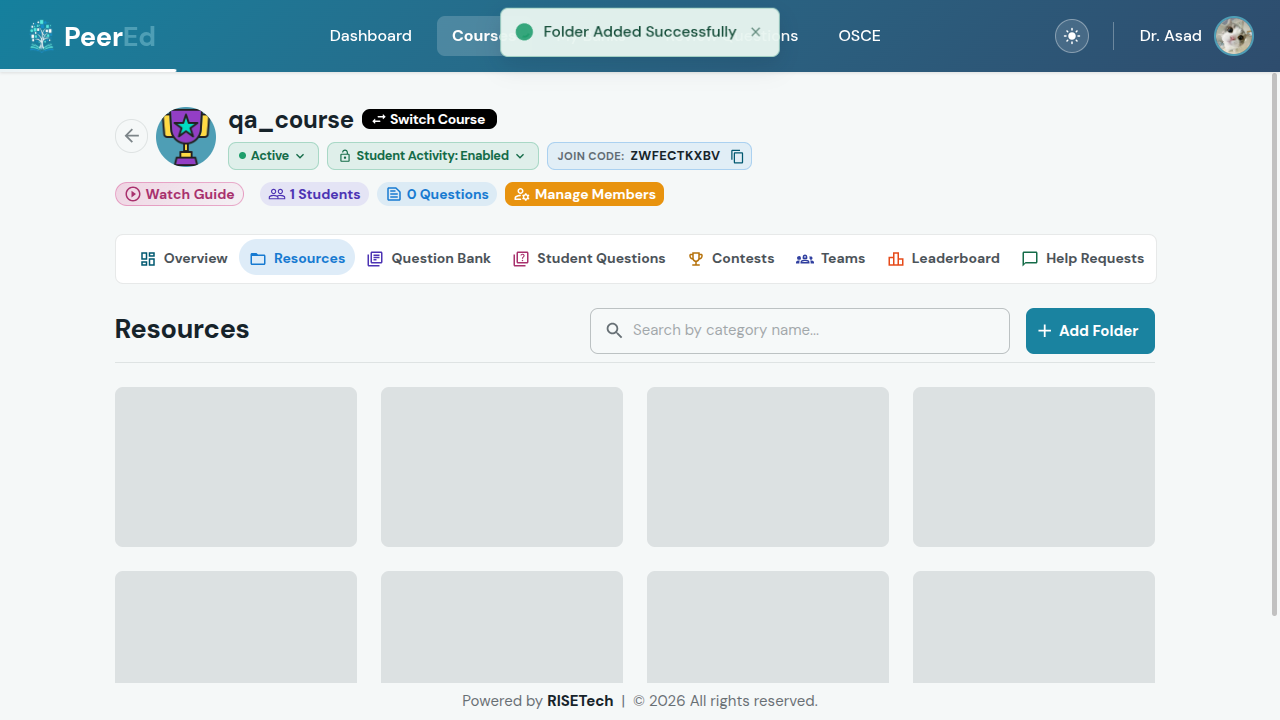 PeerEd
Dashboard
Course
ns
OSCE
Folder Added Successfully
Dr. Asad
qa_course
Switch Course
Active
Student Activity: Enabled
JOIN CODE: ZWFECTKXBV
Watch Guide
1 Students
0 Questions
Manage Members
Overview
Resources
Question Bank
Student Questions
Contests
Teams
Leaderboard
Help Requests
Resources
Search by category name...
Add Folder
Powered by RISETech | © 2026 All rights reserved.